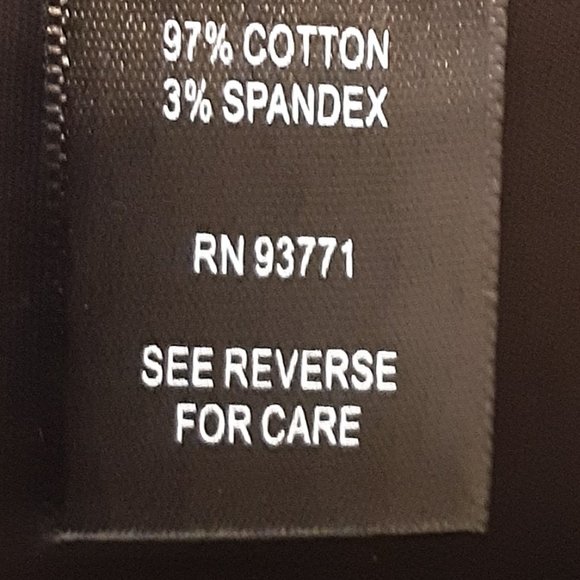 97% COTTON
3% SPANDEX
RN 93771
SEE REVERSE
FOR CARE